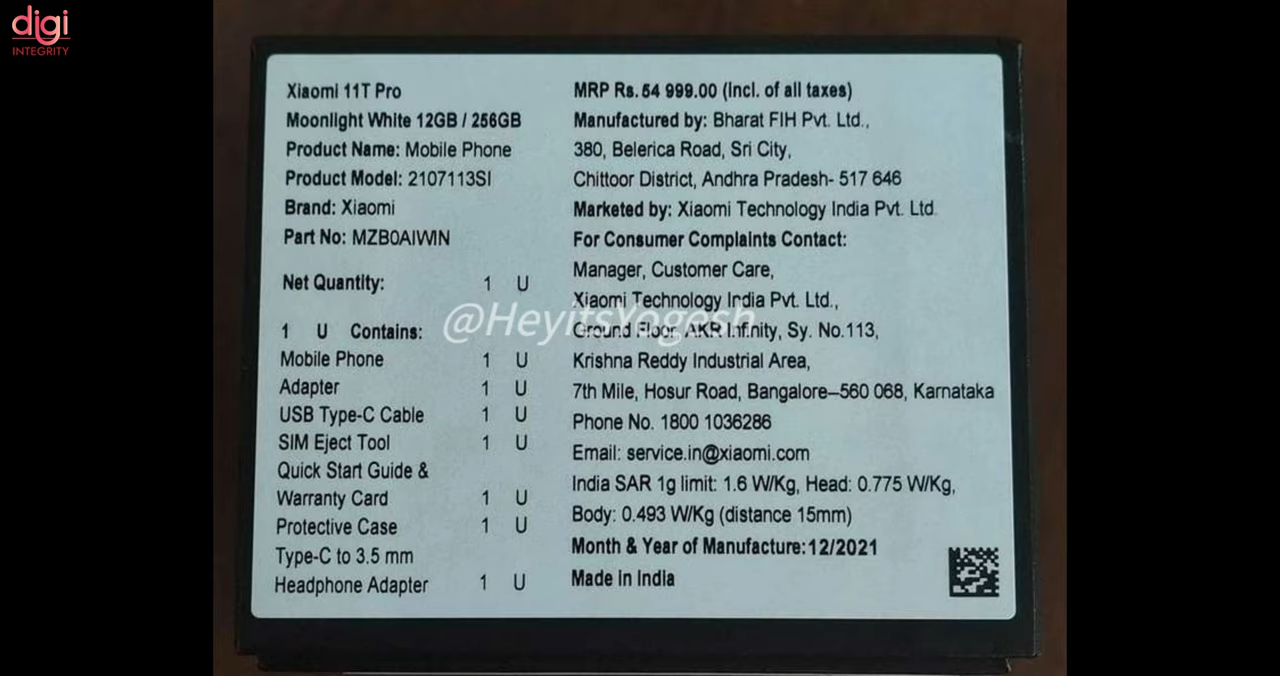 digi
INTEGRITY
Xiaomi 11T Pro
Moonlight White 12GB / 256GB
Product Name: Mobile Phone
Product Model: 2107113SI
Brand: Xiaomi
Part No: MZB0AIWIN
Net Quantity: 1 U
1 U Contains:
Mobile Phone 1 U
Adapter 1 U
USB Type-C Cable 1 U
SIM Eject Tool 1 U
Quick Start Guide &
Warranty Card 1 U
Protective Case 1 U
Type-C to 3.5 mm
Headphone Adapter 1 U
MRP Rs. 54 999.00 (Incl. of all taxes)
Manufactured by: Bharat FIH Pvt. Ltd.,
380, Belerica Road, Sri City,
Chittoor District, Andhra Pradesh- 517 646
Marketed by: Xiaomi Technology India Pvt. Ltd.
For Consumer Complaints Contact:
Manager, Customer Care,
Xiaomi Technology India Pvt. Ltd.,
Ground Floor, AKR Infinity, Sy. No.113,
Krishna Reddy Industrial Area,
7th Mile, Hosur Road, Bangalore–560 068, Karnataka
Phone No. 1800 1036286
Email: service.in@xiaomi.com
India SAR 1g limit: 1.6 W/Kg, Head: 0.775 W/Kg,
Body: 0.493 W/Kg (distance 15mm)
Month & Year of Manufacture:12/2021
Made in India
@HeyitsYogesh